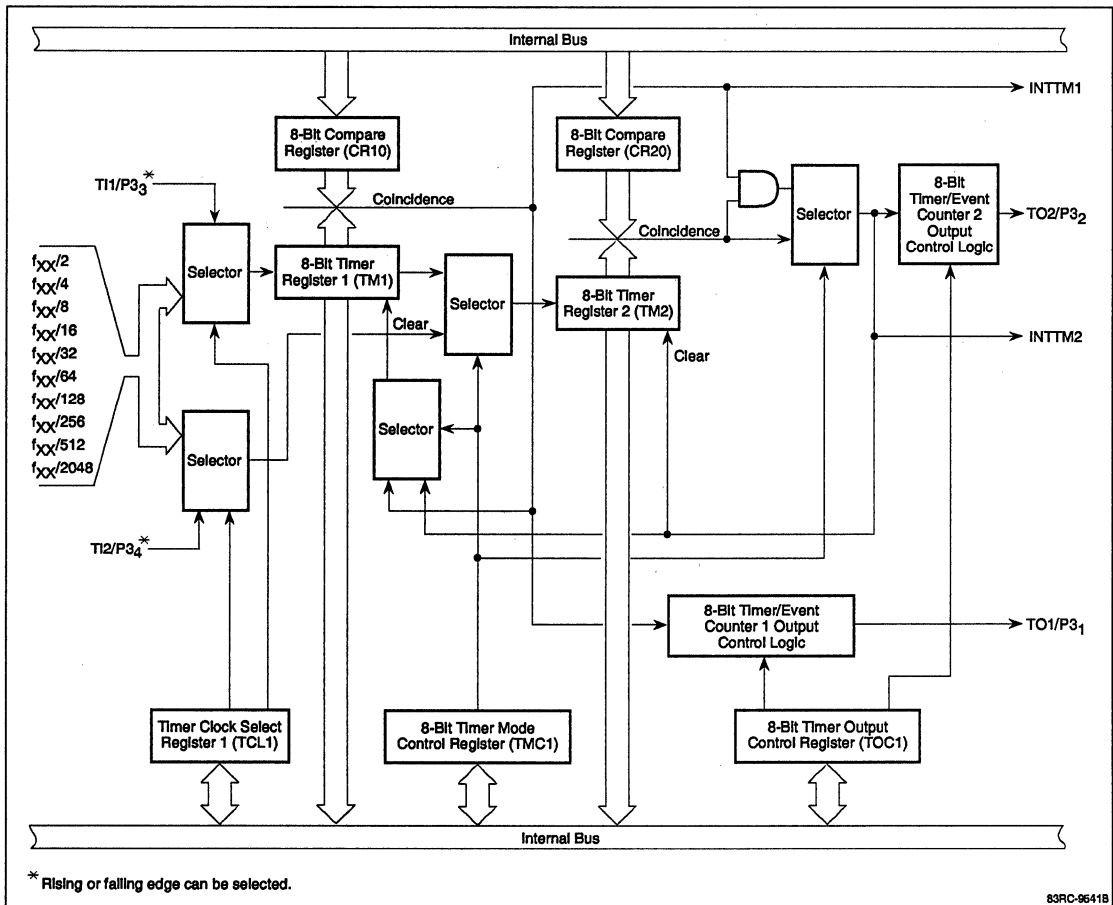 Internal Bus
INTTM1
8-Bit Compare
Register (CR10)
8-Bit Compare
Register (CR20)
TI1/P3₃*
Coincidence
8-Bit
Timer/Event
Counter 2
Output
Control Logic
Selector
TO2/P3₂
Coincidence
Selector
fXX/2
fXX/4
fXX/8
fXX/16
fXX/32
fXX/64
fXX/128
fXX/256
fXX/512
fXX/2048
8-Bit Timer
Register 1 (TM1)
Selector
8-Bit Timer
Register 2 (TM2)
Clear
Clear
INTTM2
Selector
Selector
TI2/P3₄*
8-Bit Timer/Event
Counter 1 Output
Control Logic
TO1/P3₁
Timer Clock Select
Register 1 (TCL1)
8-Bit Timer Mode
Control Register (TMC1)
8-Bit Timer Output
Control Register (TOC1)
Internal Bus
* Rising or falling edge can be selected.
83RC-9641B